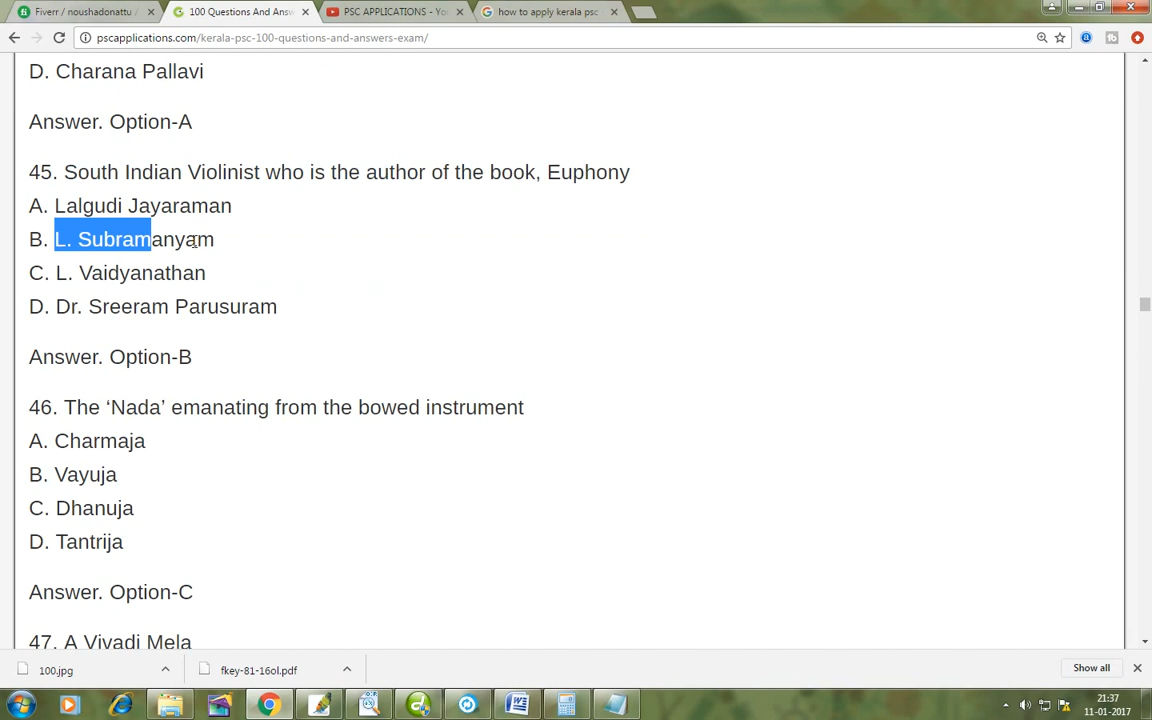 Fiverr / noushadonattu /
100 Questions And Answ
PSC APPLICATIONS - Yo
how to apply kerala psc
pscapplications.com/kerala-psc-100-questions-and-answers-exam/
D. Charana Pallavi
Answer. Option-A
45. South Indian Violinist who is the author of the book, Euphony
A. Lalgudi Jayaraman
B. L. Subramanyam
C. L. Vaidyanathan
D. Dr. Sreeram Parusuram
Answer. Option-B
46. The ‘Nada’ emanating from the bowed instrument
A. Charmaja
B. Vayuja
C. Dhanuja
D. Tantrija
Answer. Option-C
47. A Vivadi Mela
100.jpg
fkey-81-16ol.pdf
Show all
21:37
11-01-2017